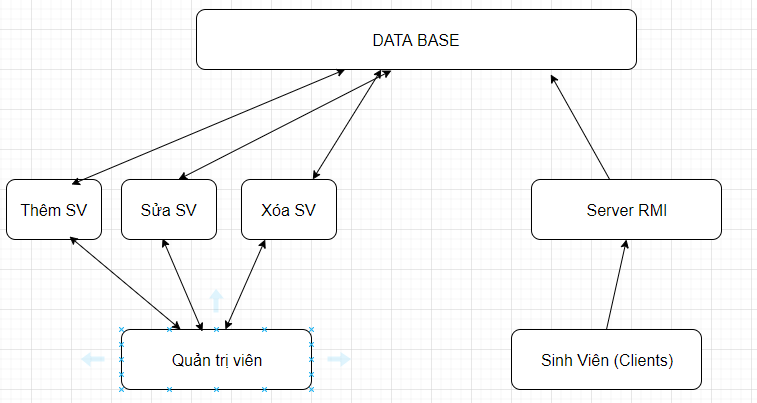 DATA BASE
Thêm SV
Sửa SV
Xóa SV
Server RMI
Quản trị viên
Sinh Viên (Clients)